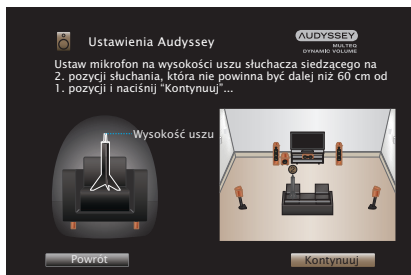 Ustawienia Audyssey
AUDYSSEY
MULTEQ
DYNAMIC VOLUME
Ustaw mikrofon na wysokości uszu słuchacza siedzącego na
2. pozycji słuchania, która nie powinna być dalej niż 60 cm od
1. pozycji i naciśnij “Kontynuuj”...
Wysokość uszu
Powrót
Kontynuuj